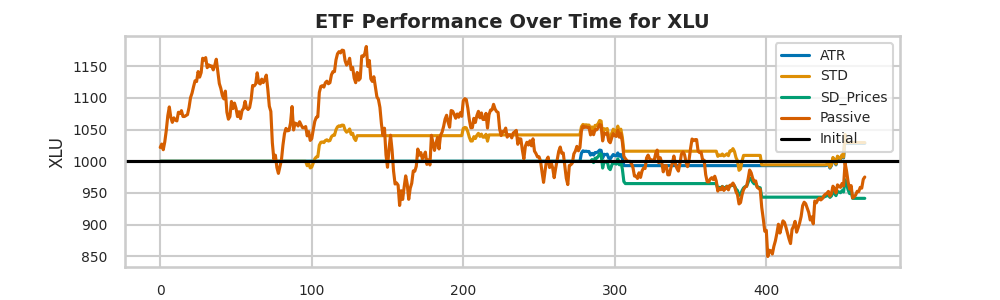 ETF Performance Over Time for XLU
XLU
1150
1100
1050
1000
950
900
850
0
100
200
300
400
ATR
STD
SD_Prices
Passive
Initial